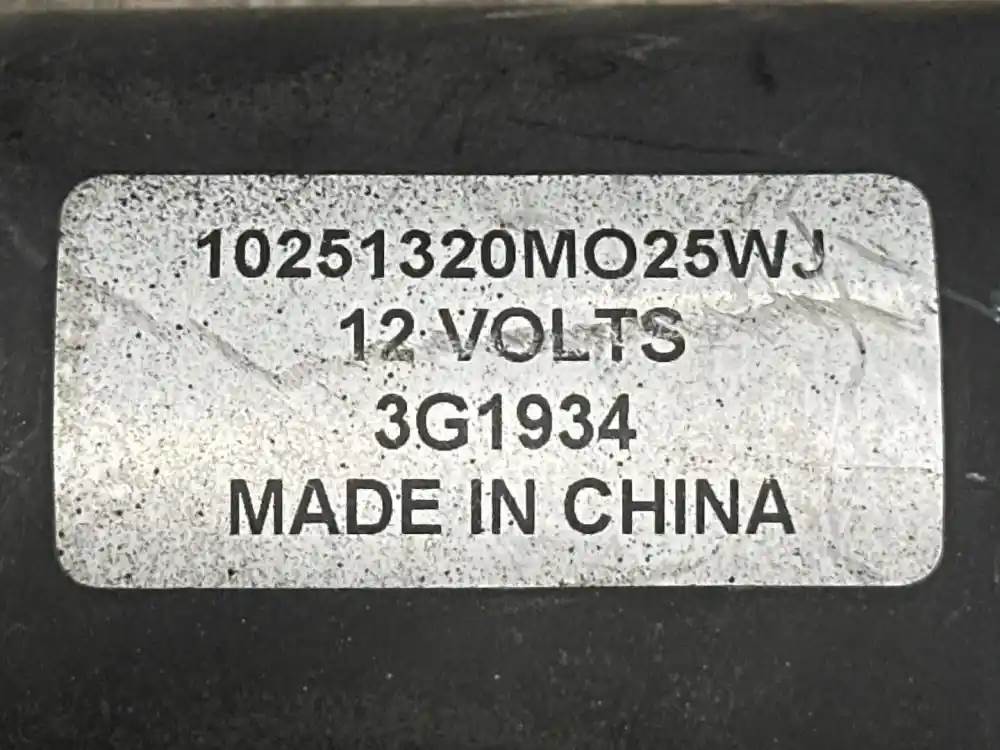 10251320MO25WJ
12 VOLTS
3G1934
MADE IN CHINA